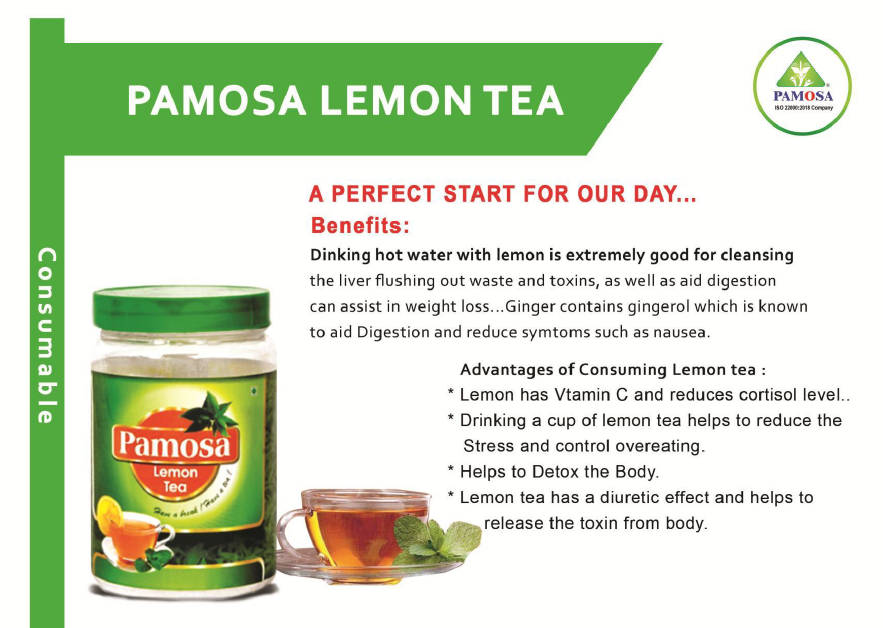 PAMOSA LEMON TEA
PAMOSA
ISO 22000:2018 Company
Consumable
A PERFECT START FOR OUR DAY...
Benefits:
Dinking hot water with lemon is extremely good for cleansing
the liver flushing out waste and toxins, as well as aid digestion
can assist in weight loss...Ginger contains gingerol which is known
to aid Digestion and reduce symtoms such as nausea.
Advantages of Consuming Lemon tea :
* Lemon has Vtamin C and reduces cortisol level..
* Drinking a cup of lemon tea helps to reduce the
Stress and control overeating.
* Helps to Detox the Body.
* Lemon tea has a diuretic effect and helps to
release the toxin from body.
Pamosa
Lemon
Tea
Have a break ! Have a tea !